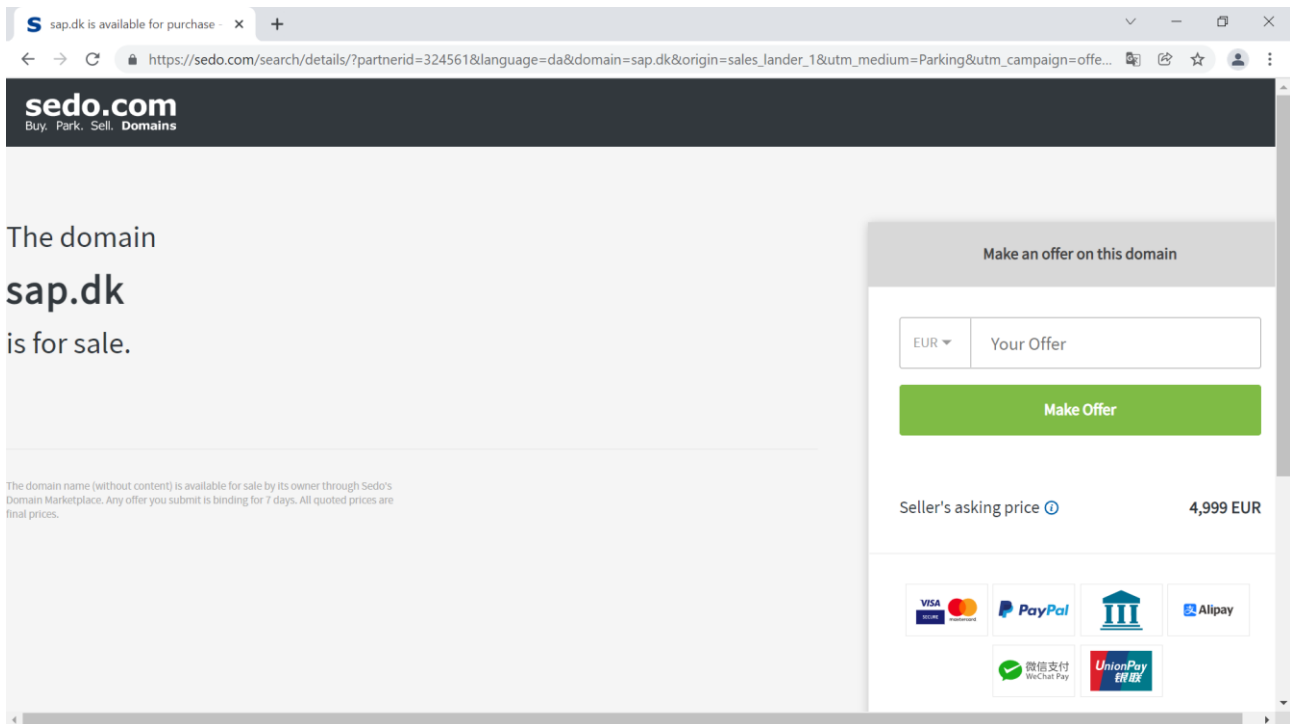 sap.dk is available for purchase -
https://sedo.com/search/details/?partnerid=324561&language=da&domain=sap.dk&origin=sales_lander_1&utm_medium=Parking&utm_campaign=offe...
sedo.com
Buy. Park. Sell. Domains
The domain
sap.dk
is for sale.
The domain name (without content) is available for sale by its owner through Sedo's
Domain Marketplace. Any offer you submit is binding for 7 days. All quoted prices are
final prices.
Make an offer on this domain
EUR
Your Offer
Make Offer
Seller's asking price
4,999 EUR
VISA
SECURE
mastercard
PayPal
支 Alipay
微信支付
WeChat Pay
UnionPay
银联